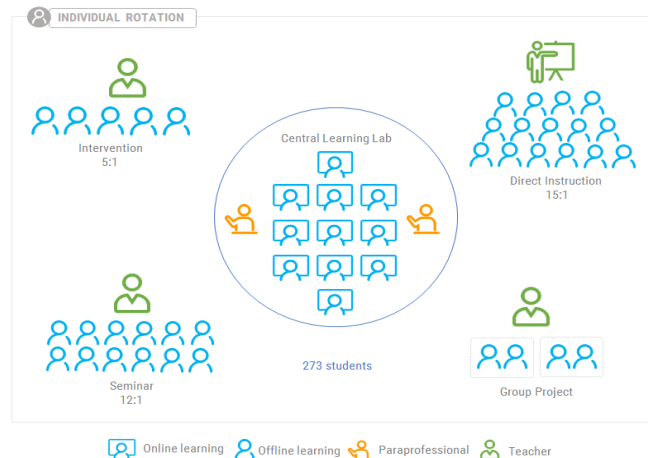 INDIVIDUAL ROTATION
Intervention
5:1
Central Learning Lab
Direct Instruction
15:1
Seminar
12:1
273 students
Group Project
Online learning
Offline learning
Paraprofessional
Teacher